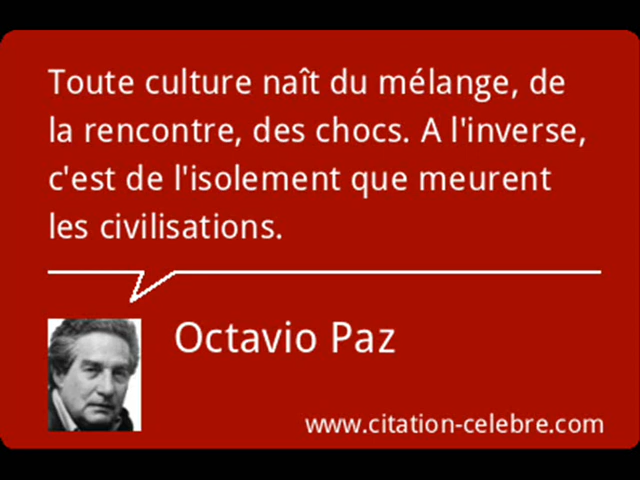 Toute culture naît du mélange, de
la rencontre, des chocs. A l'inverse,
c'est de l'isolement que meurent
les civilisations.
Octavio Paz
www.citation-celebre.com